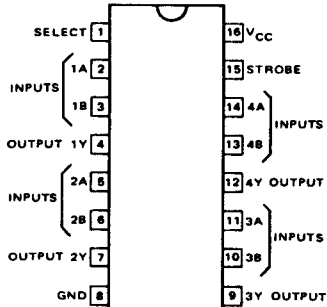 SELECT 1
16 VCC
1A 2
15 STROBE
INPUTS
1B 3
14 4A
INPUTS
13 4B
OUTPUT 1Y 4
12 4Y OUTPUT
2A 5
INPUTS
2B 6
11 3A
INPUTS
10 3B
OUTPUT 2Y 7
GND 8
9 3Y OUTPUT